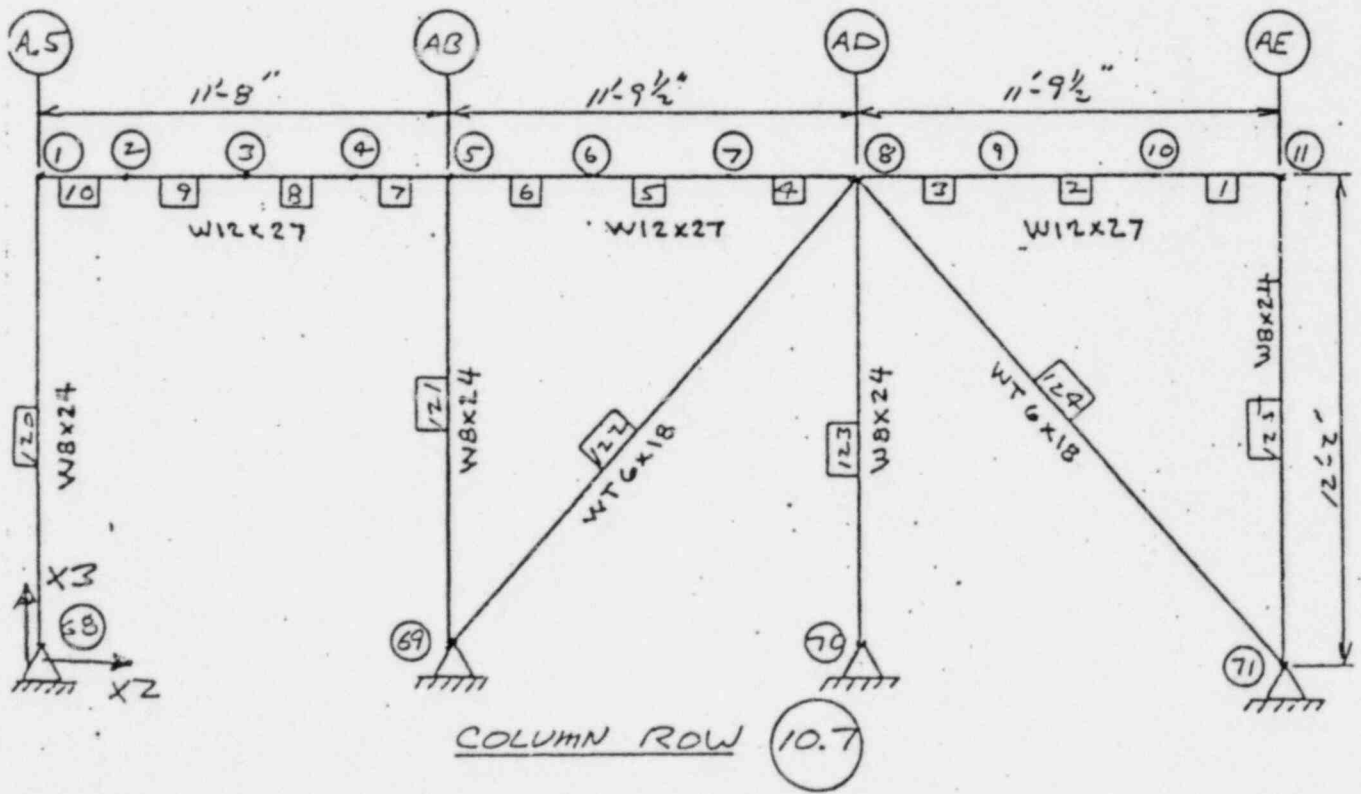 A.5 AB AD AE
11'-8" 11'-9½" 11'-9½"
1 2 3 4 5 6 7 8 9 10 11
10 9 8 7 6 5 4 3 2 1
W12x27 W12x27 W12x27
120 W8x24
121 W8x24
122 WT6x18
123 W8x24
124 WT6x18
125 W8x24
12'-2"
X3
68 69 70 71
X2
COLUMN ROW 10.7